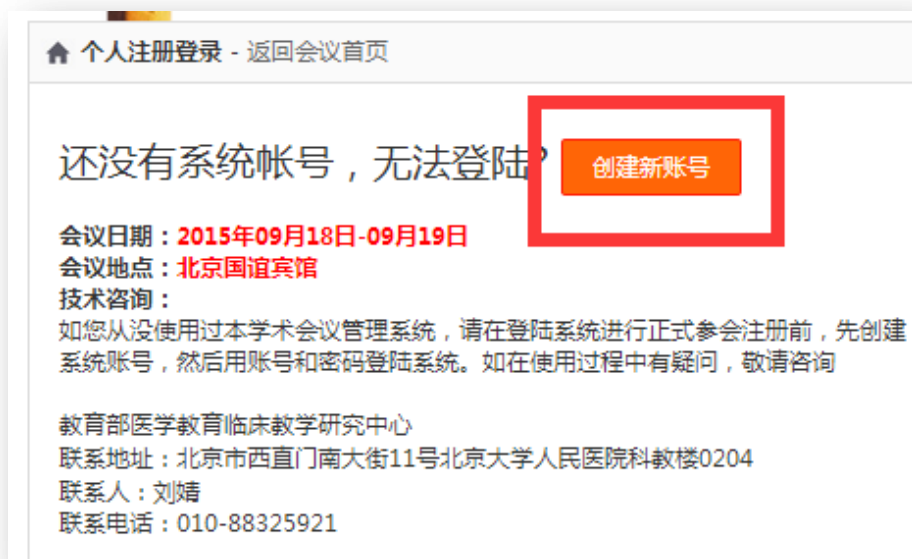 个人注册登录 - 返回会议首页
还没有系统帐号，无法登陆? 创建新账号
会议日期：2015年09月18日-09月19日
会议地点：北京国谊宾馆
技术咨询：
如您从没使用过本学术会议管理系统，请在登陆系统进行正式参会注册前，先创建
系统账号，然后用账号和密码登陆系统。如在使用过程中有疑问，敬请咨询
教育部医学教育临床教学研究中心
联系地址：北京市西直门南大街11号北京大学人民医院科教楼0204
联系人：刘婧
联系电话：010-88325921